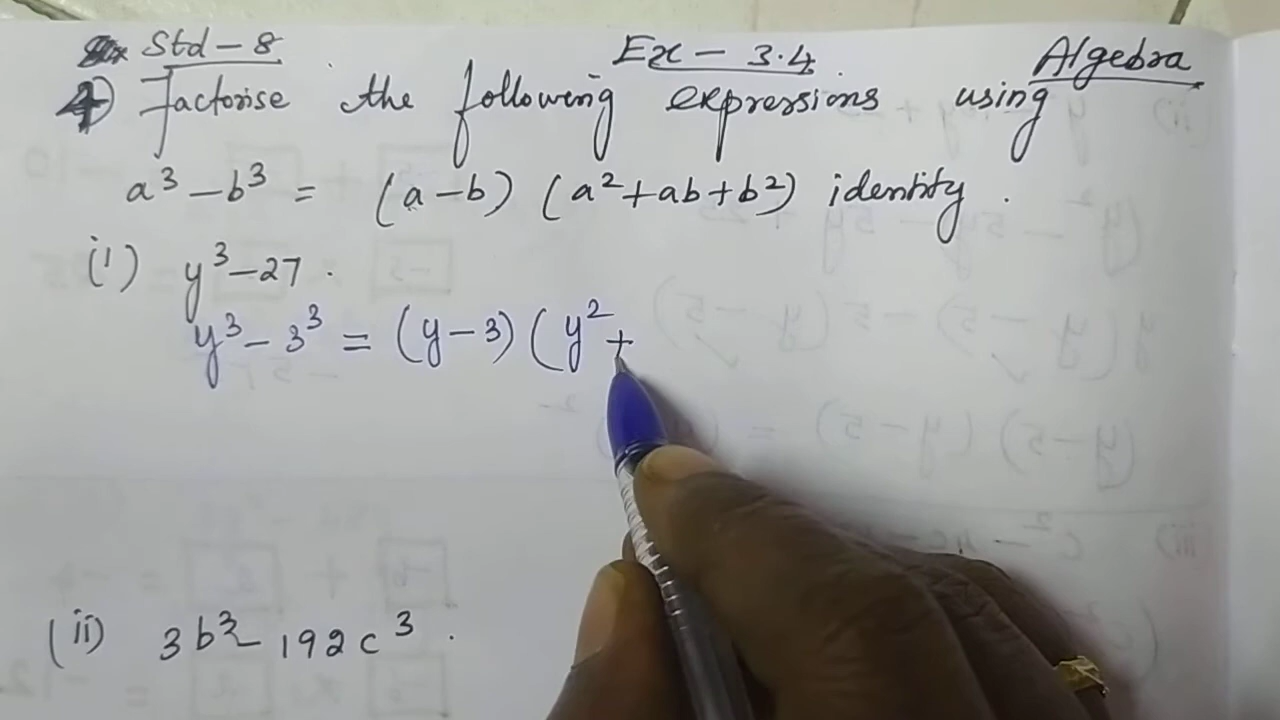 Std - 8 Ex - 3.4 Algebra
4) Factorise the following expressions using
a³ - b³ = (a - b) (a² + ab + b²) identity .
(i) y³ - 27 .
y³ - 3³ = (y - 3) ( y² +
(ii) 3b³ - 192c³ .